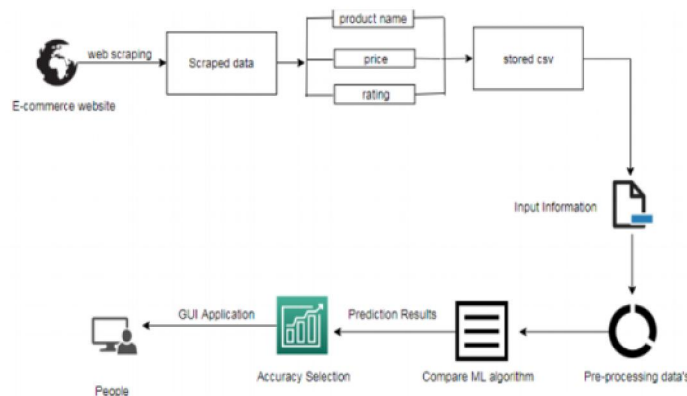 product name
web scraping
Scraped data
price
stored csv
rating
E-commerce website
Input Information
GUI Application
Prediction Results
People
Accuracy Selection
Compare ML algorithm
Pre-processing data's